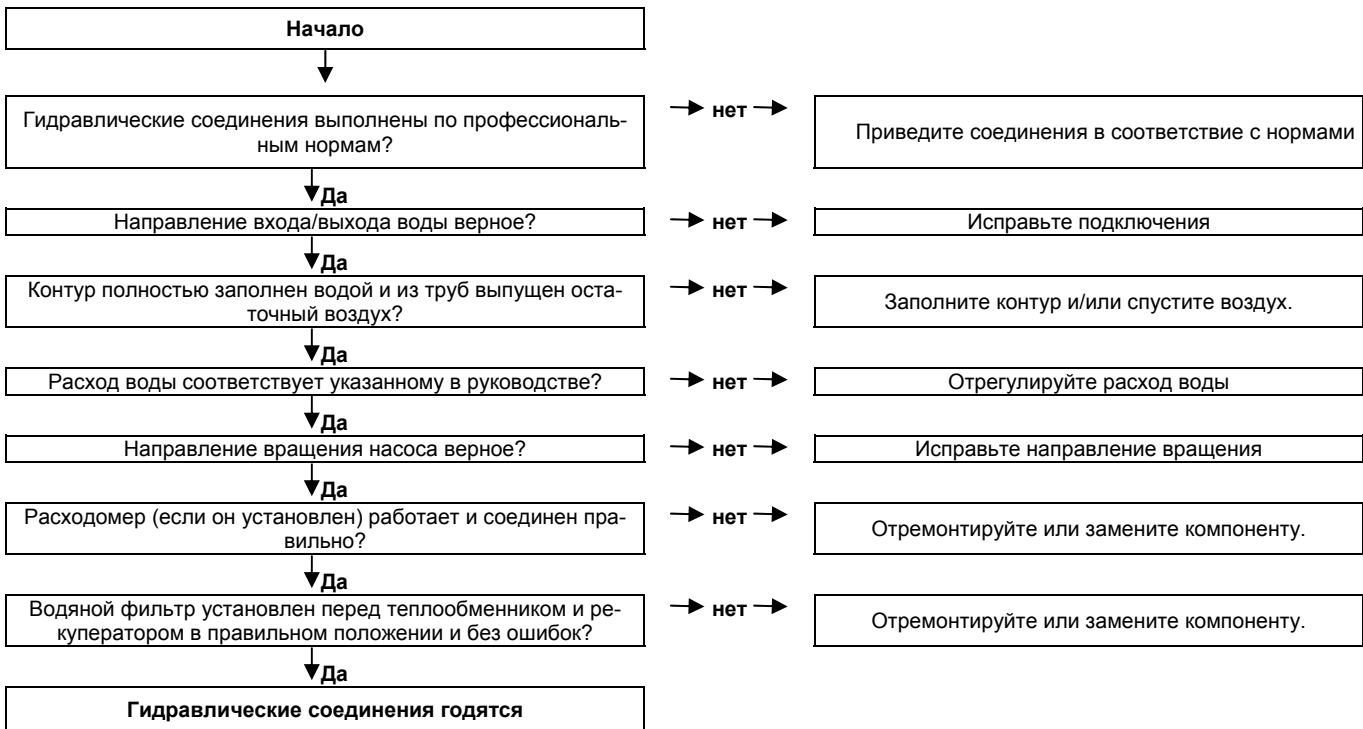 Начало
Гидравлические соединения выполнены по профессиональ-
ным нормам?
нет
Приведите соединения в соответствие с нормами
Да
Направление входа/выхода воды верное?
нет
Исправьте подключения
Да
Контур полностью заполнен водой и из труб выпущен оста-
точный воздух?
нет
Заполните контур и/или спустите воздух.
Да
Расход воды соответствует указанному в руководстве?
нет
Отрегулируйте расход воды
Да
Направление вращения насоса верное?
нет
Исправьте направление вращения
Да
Расходомер (если он установлен) работает и соединен пра-
вильно?
нет
Отремонтируйте или замените компоненту.
Да
Водяной фильтр установлен перед теплообменником и ре-
куператором в правильном положении и без ошибок?
нет
Отремонтируйте или замените компоненту.
Да
Гидравлические соединения годятся